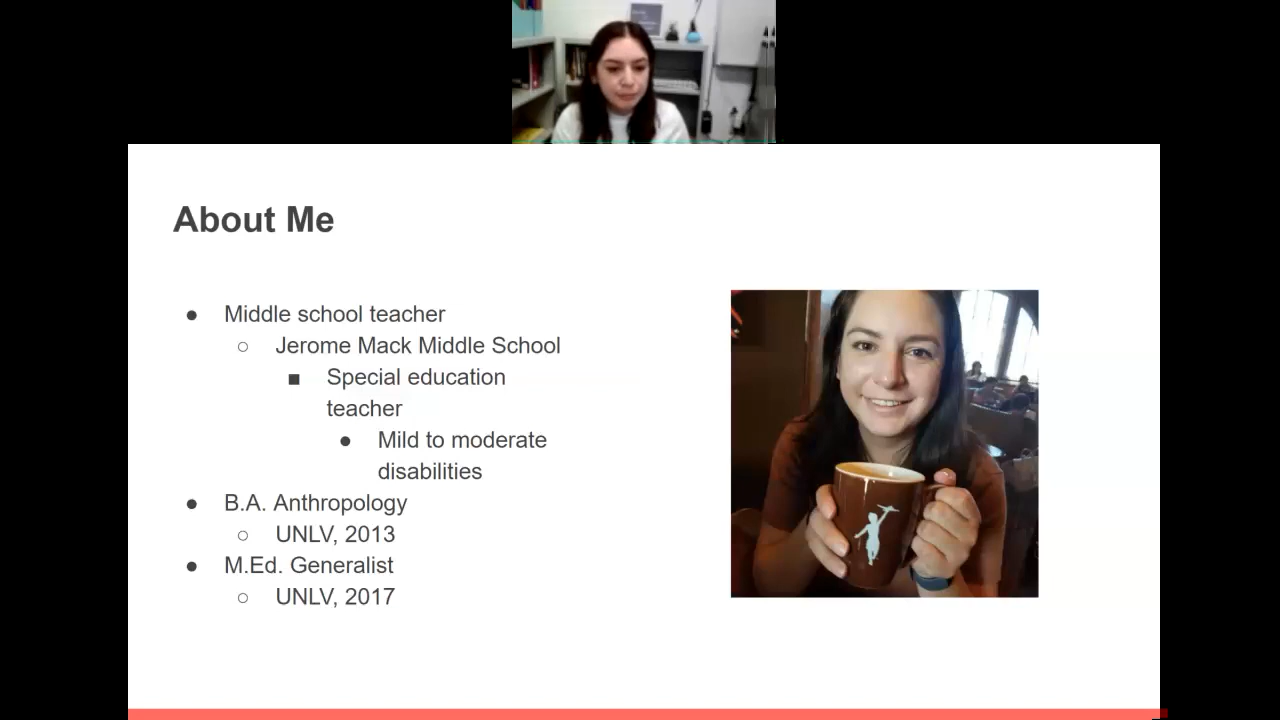 About Me
● Middle school teacher
○ Jerome Mack Middle School
■ Special education
teacher
● Mild to moderate
disabilities
● B.A. Anthropology
○ UNLV, 2013
● M.Ed. Generalist
○ UNLV, 2017